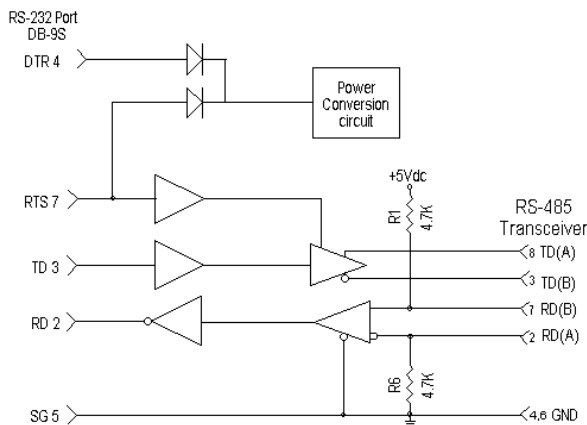 RS-232 Port
DB-9S
DTR 4
Power
Conversion
circuit
RTS 7
+5Vdc
R1
4.7K
RS-485
Transceiver
TD 3
8 TD(A)
3 TD(B)
RD 2
7 RD(B)
2 RD(A)
R6
4.7K
SG 5
4,6 GND